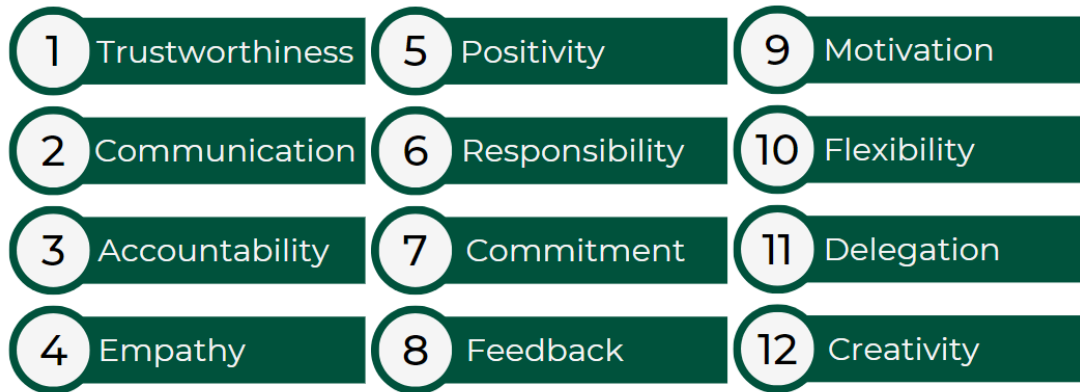 1 Trustworthiness
2 Communication
3 Accountability
4 Empathy
5 Positivity
6 Responsibility
7 Commitment
8 Feedback
9 Motivation
10 Flexibility
11 Delegation
12 Creativity